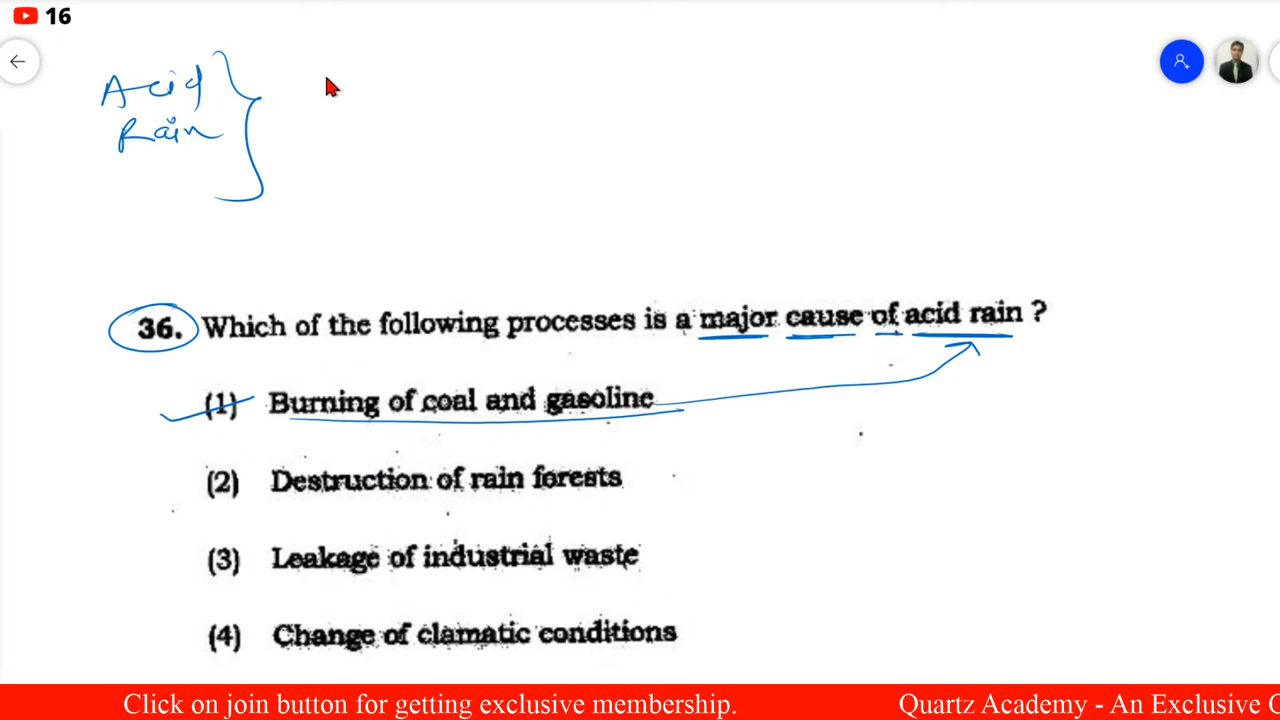 16
Acid
Rain
36. Which of the following processes is a major cause of acid rain ?
(1) Burning of coal and gasoline
(2) Destruction of rain forests
(3) Leakage of industrial waste
(4) Change of clamatic conditions
Click on join button for getting exclusive membership. Quartz Academy - An Exclusive C